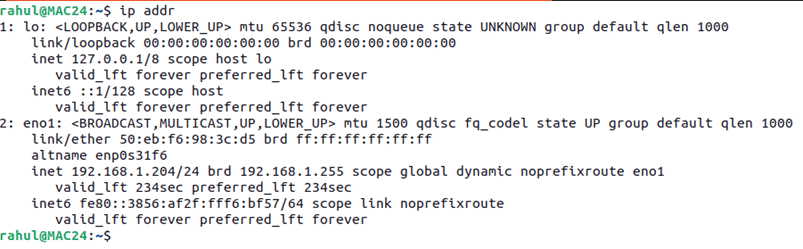 rahul@MAC24:~$ ip addr
1: lo: <LOOPBACK,UP,LOWER_UP> mtu 65536 qdisc noqueue state UNKNOWN group default qlen 1000
    link/loopback 00:00:00:00:00:00 brd 00:00:00:00:00:00
    inet 127.0.0.1/8 scope host lo
       valid_lft forever preferred_lft forever
    inet6 ::1/128 scope host
       valid_lft forever preferred_lft forever
2: eno1: <BROADCAST,MULTICAST,UP,LOWER_UP> mtu 1500 qdisc fq_codel state UP group default qlen 1000
    link/ether 50:eb:f6:98:3c:d5 brd ff:ff:ff:ff:ff:ff
    altname enp0s31f6
    inet 192.168.1.204/24 brd 192.168.1.255 scope global dynamic noprefixroute eno1
       valid_lft 234sec preferred_lft 234sec
    inet6 fe80::3856:af2f:fff6:bf57/64 scope link noprefixroute
       valid_lft forever preferred_lft forever
rahul@MAC24:~$